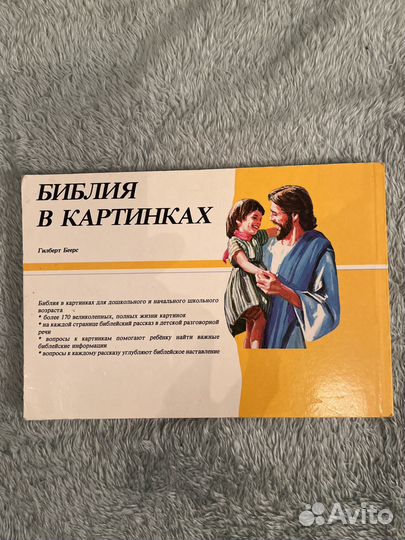 БИБЛИЯ
В КАРТИНКАХ
Гилберт Беерс
Библия в картинках для дошкольного и начального школьного
возраста
* более 170 великолепных, полных жизни картинок
* на каждой странице библейский рассказ в детской разговорной
речи
* вопросы к картинкам помогают ребёнку найти важные
библейские информации
* вопросы к каждому рассказу углубляют библейское наставление
Avito